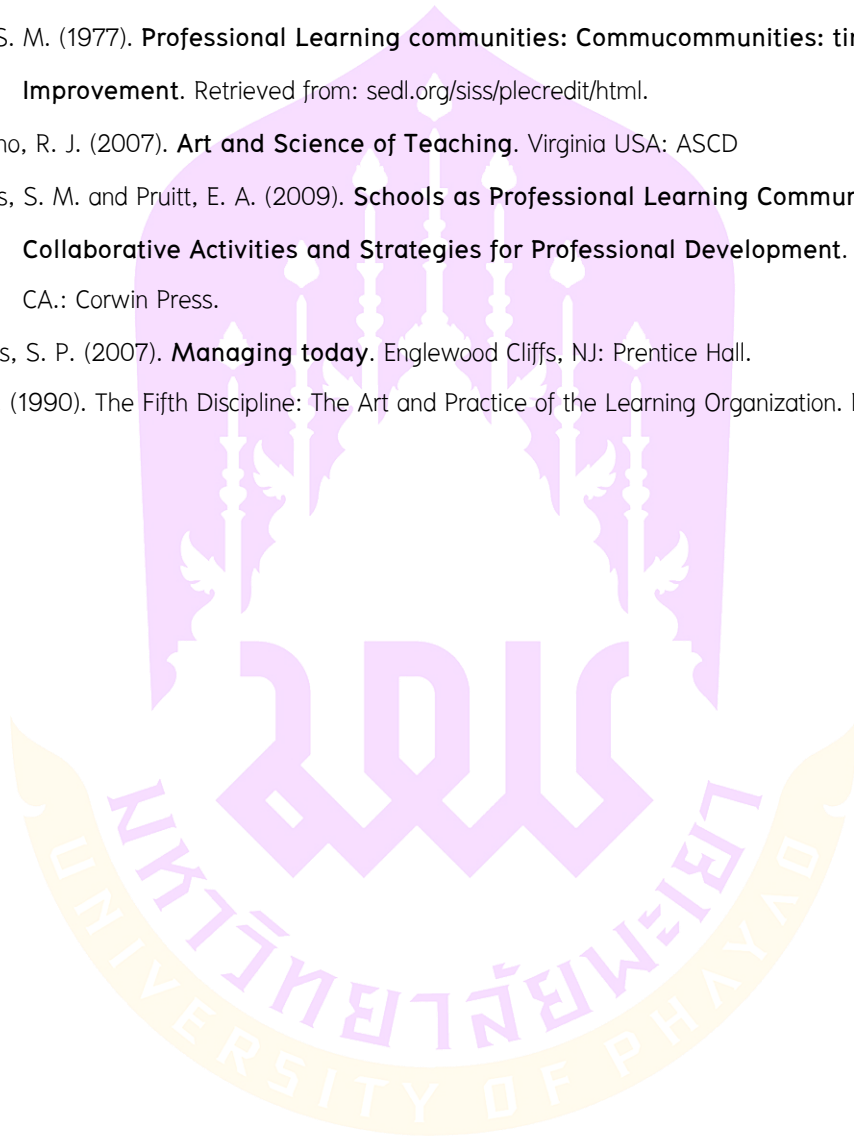 S. M. (1977). Professional Learning communities: Commucommunities: 
Improvement. Retrieved from: sedl.org/siss/plecredit/html.
no, R. J. (2007). Art and Science of Teaching. Virginia USA: ASCD
s, S. M. and Pruitt, E. A. (2009). Schools as Professional Learning
Collaborative Activities and Strategies for Professional Development.
CA.: Corwin Press.
s, S. P. (2007). Managing today. Englewood Cliffs, NJ: Prentice Hall.
(1990). The Fifth Discipline: The Art and Practice of the Learning Organization.
มหาวิทยาลัยพะเยา
UNIVERSITY OF PHAYAO